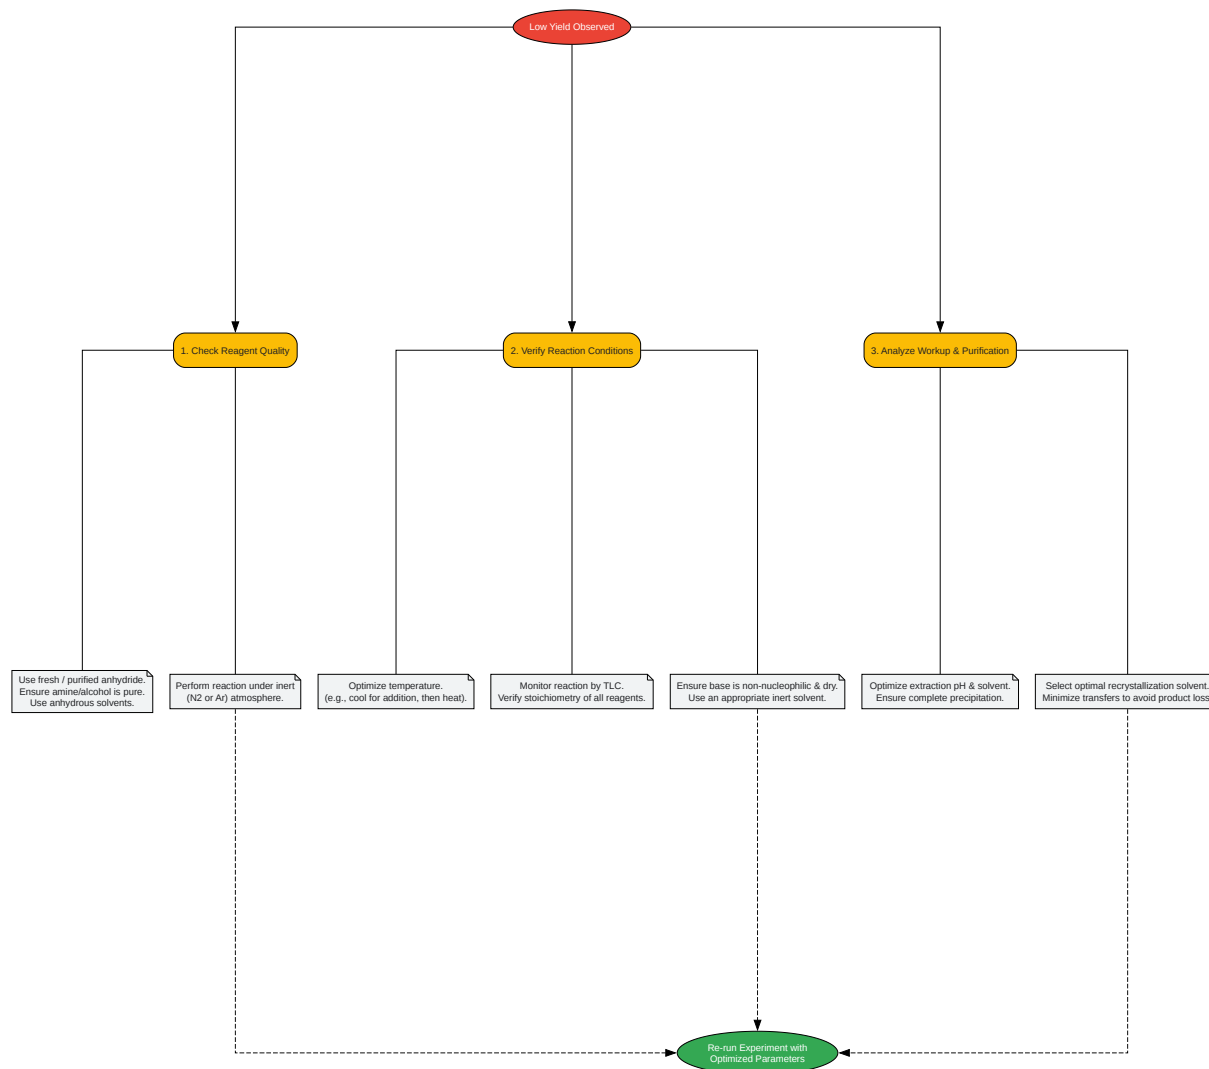 Low Yield Observed
1. Check Reagent Quality
2. Verify Reaction Conditions
3. Analyze Workup & Purification
Use fresh / purified anhydride.
Ensure amine/alcohol is pure.
Use anhydrous solvents.
Perform reaction under inert
(N2 or Ar) atmosphere.
Optimize temperature.
(e.g., cool for addition, then heat).
Monitor reaction by TLC.
Verify stoichiometry of all reagents.
Ensure base is non-nucleophilic & dry.
Use an appropriate inert solvent.
Optimize extraction pH & solvent.
Ensure complete precipitation.
Select optimal recrystallization solvent.
Minimize transfers to avoid product loss
Re-run Experiment with
Optimized Parameters